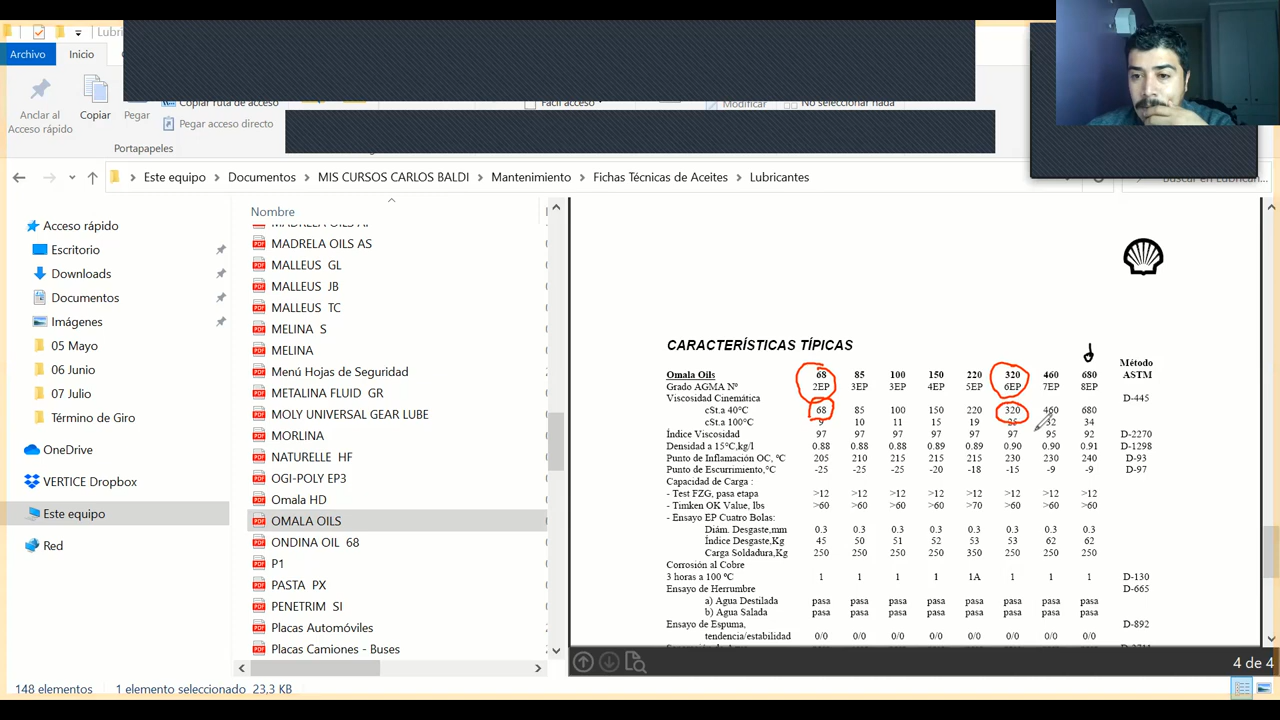 Lubri
Archivo Inicio
Anclar al
Acceso rápido
Copiar
Pegar
Copiar ruta de acceso
Pegar acceso directo
Portapapeles
Fácil acceso
Modificar
No seleccionar nada
Este equipo > Documentos > MIS CURSOS CARLOS BALDI > Mantenimiento > Fichas Técnicas de Aceites > Lubricantes
Buscar en Lubrican...
Acceso rápido
Escritorio
Downloads
Documentos
Imágenes
05 Mayo
06 Junio
07 Julio
Término de Giro
OneDrive
VERTICE Dropbox
Este equipo
Red
Nombre
MADRELA OILS AP
MADRELA OILS AS
MALLEUS GL
MALLEUS JB
MALLEUS TC
MELINA S
MELINA
Menú Hojas de Seguridad
METALINA FLUID GR
MOLY UNIVERSAL GEAR LUBE
MORLINA
NATURELLE HF
OGI-POLY EP3
Omala HD
OMALA OILS
ONDINA OIL 68
P1
PASTA PX
PENETRIM SI
Placas Automóviles
Placas Camiones - Buses
CARACTERÍSTICAS TÍPICAS
Método
Omala Oils 68 85 100 150 220 320 460 680 ASTM
Grado AGMA Nº 2EP 3EP 3EP 4EP 5EP 6EP 7EP 8EP
Viscosidad Cinemática D-445
cSt.a 40°C 68 85 100 150 220 320 460 680
cSt.a 100°C 9 10 11 15 19 25 32 34
Índice Viscosidad 97 97 97 97 97 97 95 92 D-2270
Densidad a 15°C,kg/l 0.88 0.88 0.88 0.89 0.89 0.90 0.90 0.91 D-1298
Punto de Inflamación OC, ºC 205 210 215 215 215 230 230 240 D-93
Punto de Escurrimiento,°C -25 -25 -25 -20 -18 -15 -9 -9 D-97
Capacidad de Carga :
- Test FZG, pasa etapa >12 >12 >12 >12 >12 >12 >12 >12
- Timken OK Value, lbs >60 >60 >60 >60 >70 >60 >60 >60
- Ensayo EP Cuatro Bolas:
Diám. Desgaste,mm 0.3 0.3 0.3 0.3 0.3 0.3 0.3 0.3
Índice Desgaste,Kg 45 50 51 52 53 53 62 62
Carga Soldadura,Kg 250 250 250 250 350 250 250 250
Corrosión al Cobre
3 horas a 100 ºC 1 1 1 1 1A 1 1 1 D-130
Ensayo de Herrumbre D-665
a) Agua Destilada pasa pasa pasa pasa pasa pasa pasa pasa
b) Agua Salada pasa pasa pasa pasa pasa pasa pasa pasa
Ensayo de Espuma, D-892
tendencia/estabilidad 0/0 0/0 0/0 0/0 0/0 0/0 0/0 0/0
4 de 4
148 elementos 1 elemento seleccionado 23,3 KB